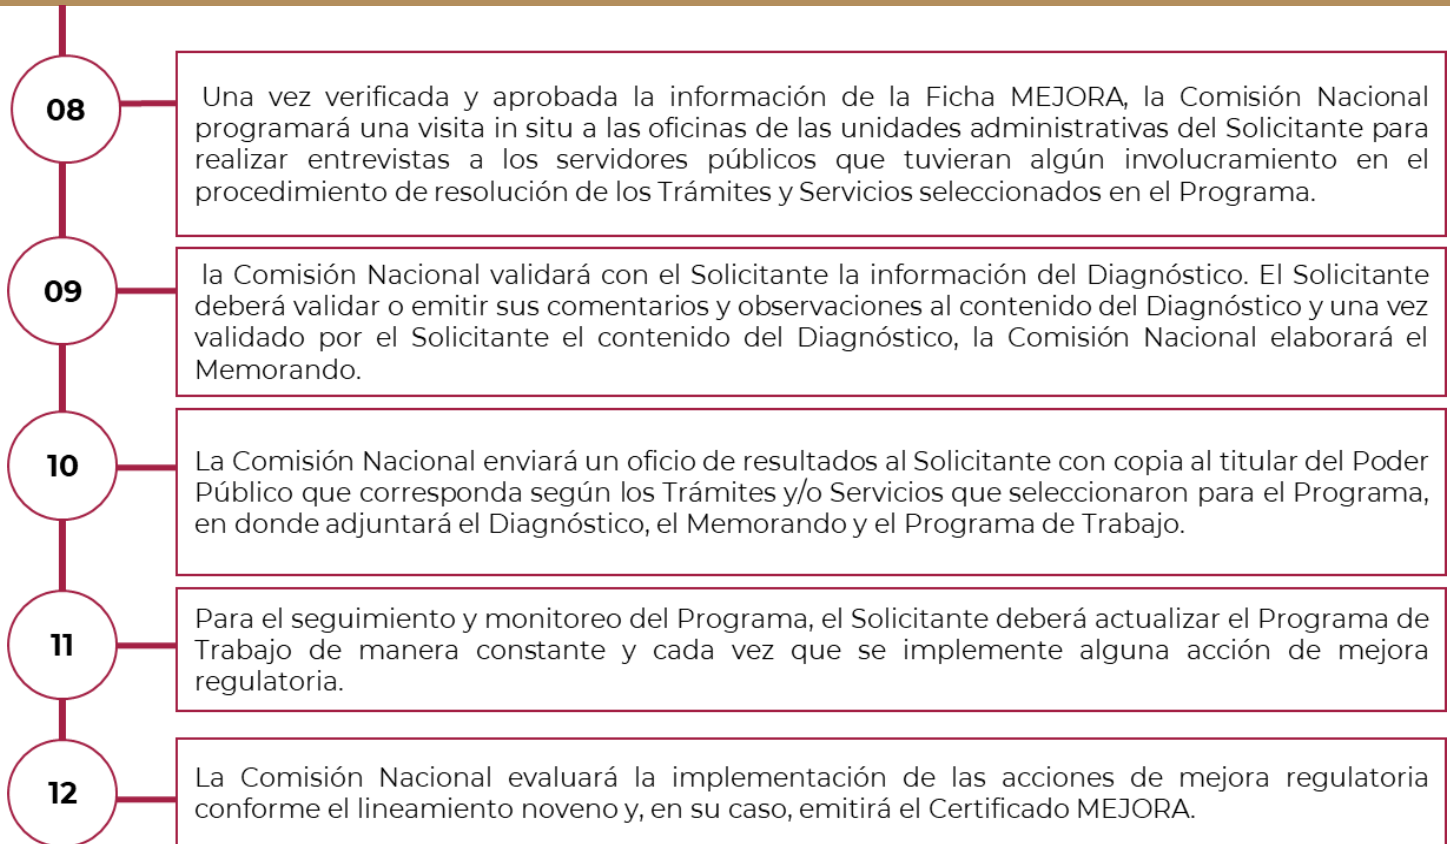 08
Una vez verificada y aprobada la información de la Ficha MEJORA, la Comisión Nacional
programará una visita in situ a las oficinas de las unidades administrativas del Solicitante para
realizar entrevistas a los servidores públicos que tuvieran algún involucramiento en el
procedimiento de resolución de los Trámites y Servicios seleccionados en el Programa.
09
la Comisión Nacional validará con el Solicitante la información del Diagnóstico. El Solicitante
deberá validar o emitir sus comentarios y observaciones al contenido del Diagnóstico y una vez
validado por el Solicitante el contenido del Diagnóstico, la Comisión Nacional elaborará el
Memorando.
10
La Comisión Nacional enviará un oficio de resultados al Solicitante con copia al titular del Poder
Público que corresponda según los Trámites y/o Servicios que seleccionaron para el Programa,
en donde adjuntará el Diagnóstico, el Memorando y el Programa de Trabajo.
11
Para el seguimiento y monitoreo del Programa, el Solicitante deberá actualizar el Programa de
Trabajo de manera constante y cada vez que se implemente alguna acción de mejora
regulatoria.
12
La Comisión Nacional evaluará la implementación de las acciones de mejora regulatoria
conforme el lineamiento noveno y, en su caso, emitirá el Certificado MEJORA.